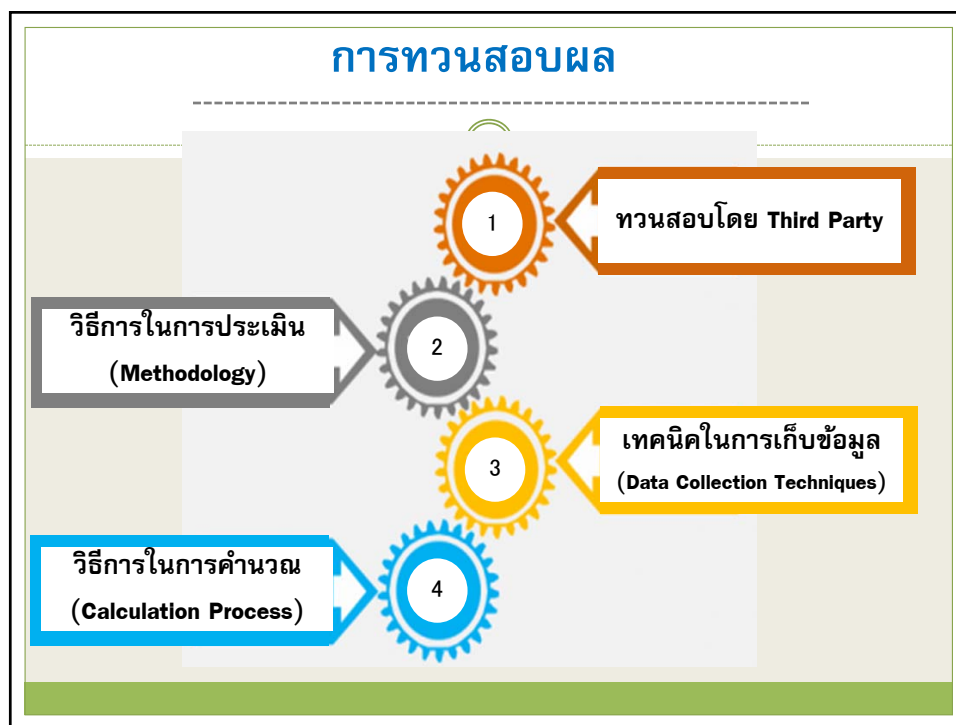 การทวนสอบผล
1
ทวนสอบโดย Third Party
วิธีการในการประเมิน
(Methodology)
2
3
เทคนิคในการเก็บข้อมูล
(Data Collection Techniques)
วิธีการในการคำนวณ
(Calculation Process)
4